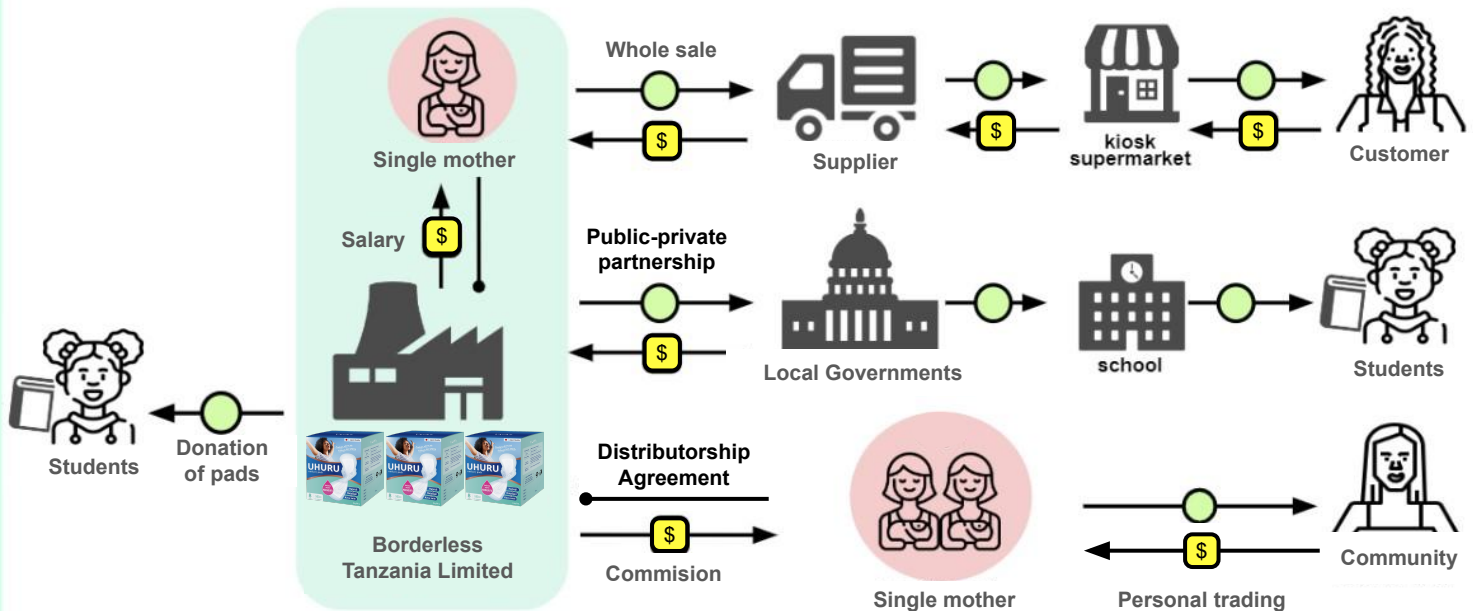 Whole sale
$
Single mother
Supplier
$
kiosk
supermarket
$
Customer
Salary
$
Public-private
partnership
$
Local Governments
school
Students
Students
Donation
of pads
UHURU
UHURU
UHURU
Borderless
Tanzania Limited
Distributorship
Agreement
$
Commision
Single mother
$
Personal trading
Community